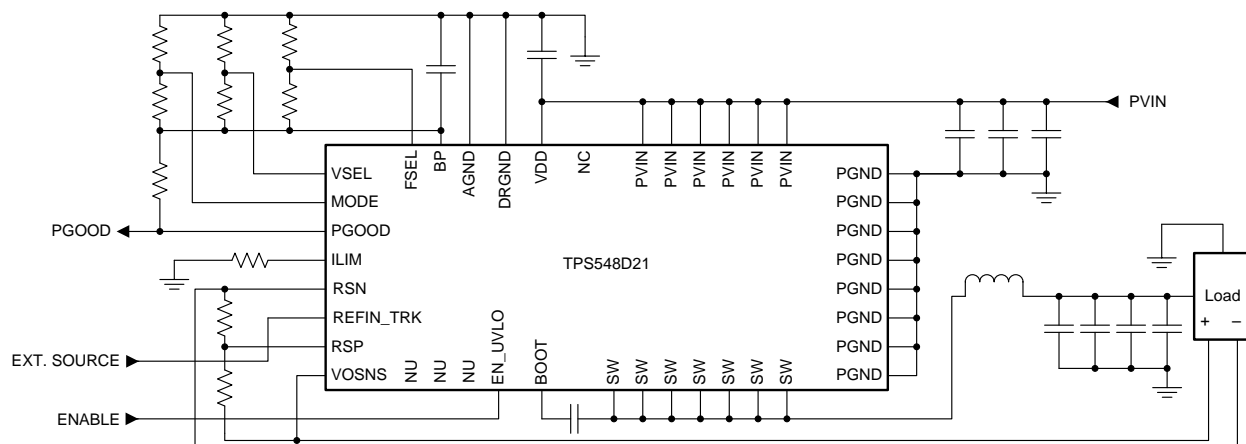 PVIN
FSEL
BP
AGND
DRGND
VDD
NC
PVIN
PVIN
PVIN
PVIN
PVIN
PVIN
VSEL
MODE
PGOOD
PGOOD
ILIM
RSN
REFIN_TRK
EXT. SOURCE
RSP
VOSNS
TPS548D21
PGND
PGND
PGND
PGND
PGND
PGND
PGND
PGND
Load
+ –
NU
NU
NU
EN_UVLO
BOOT
SW
SW
SW
SW
SW
SW
SW
ENABLE